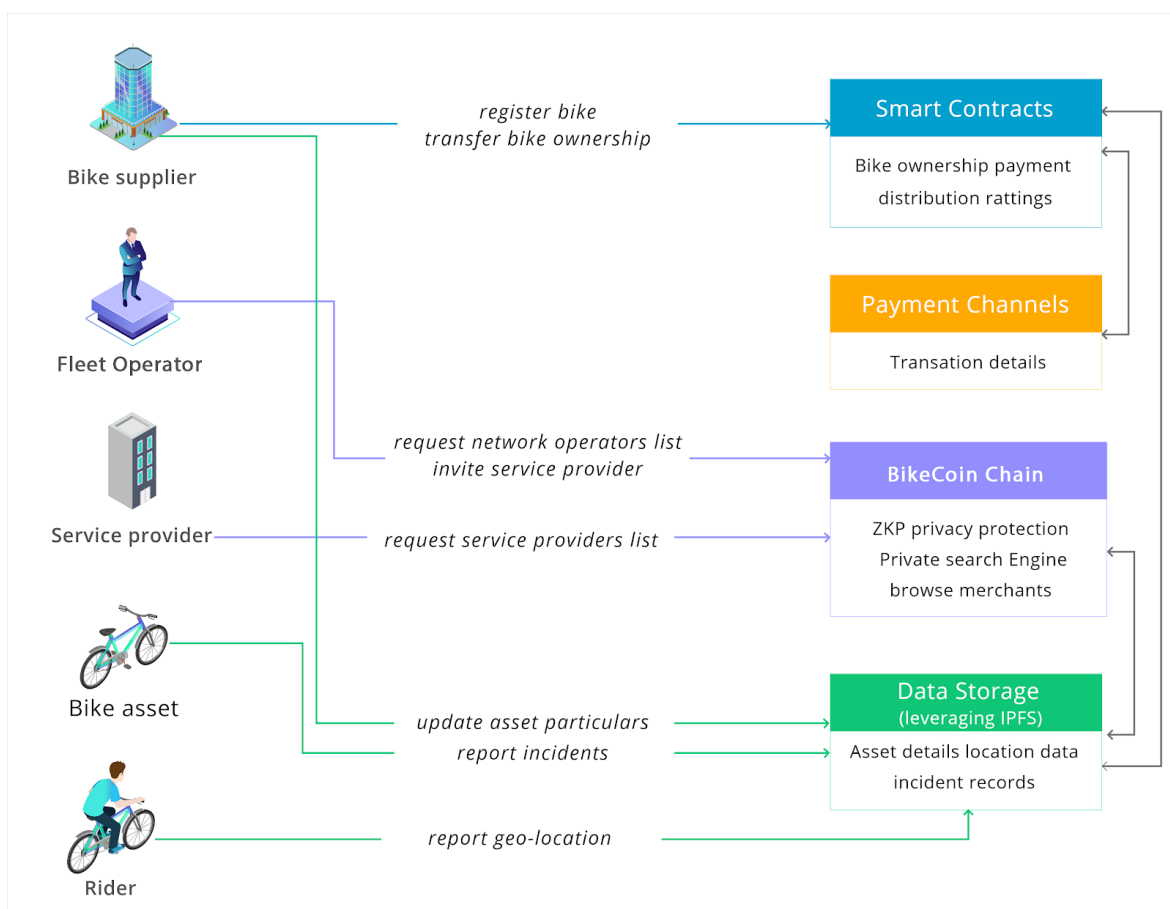 register bike
transfer bike ownership
Smart Contracts
Bike ownership payment
distribution rattings
Bike supplier
Payment Channels
Transation details
Fleet Operator
request network operators list
invite service provider
BikeCoin Chain
ZKP privacy protection
Private search Engine
browse merchants
Service provider
request service providers list
Bike asset
update asset particulars
report incidents
Data Storage
(leveraging IPFS)
Asset details location data
incident records
report geo-location
Rider